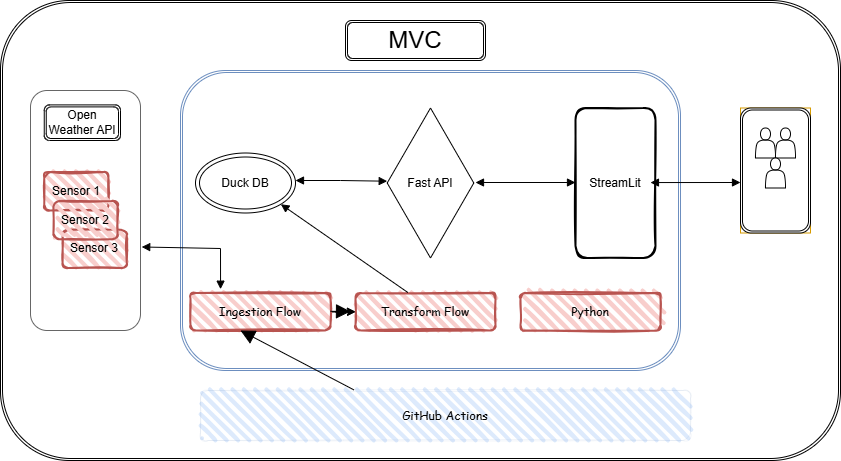 MVC
Open
Weather API
Sensor 1
Sensor 2
Sensor 3
Duck DB
Fast API
StreamLit
Ingestion Flow
Transform Flow
Python
GitHub Actions